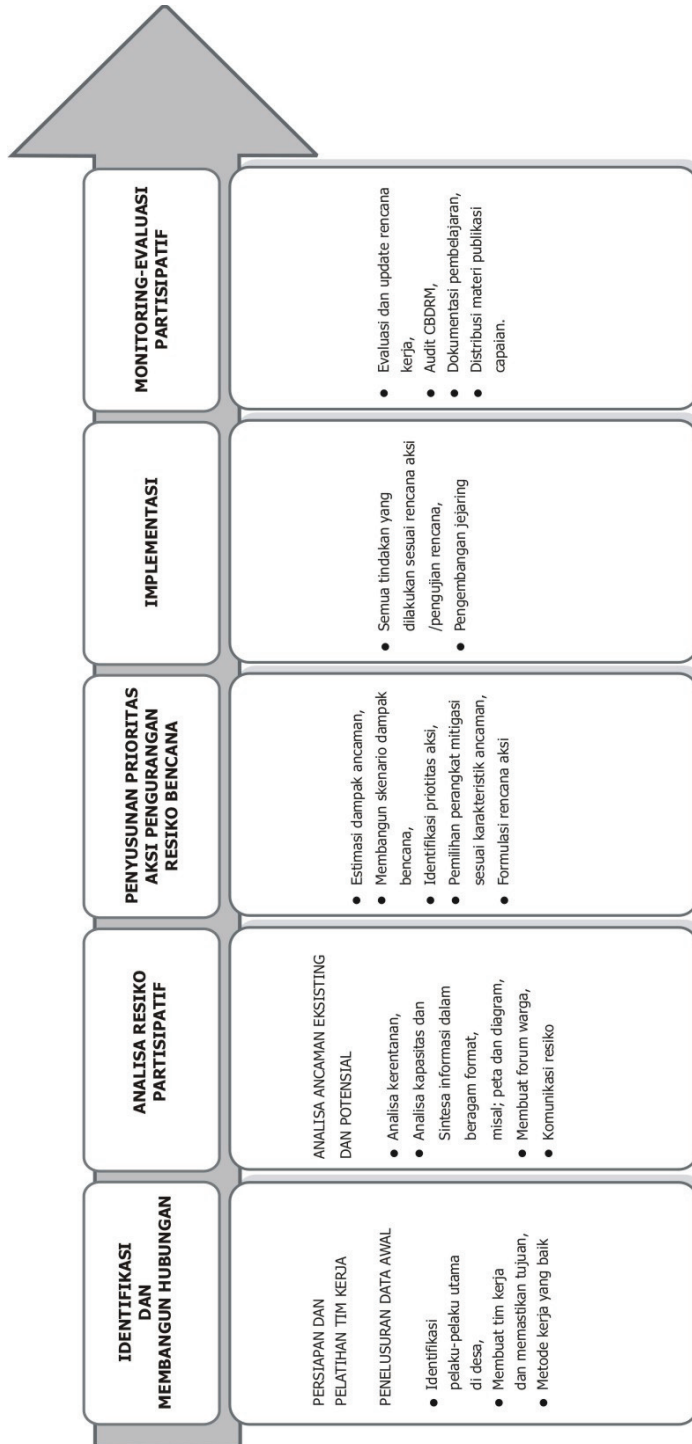 IDENTIFIKASI
DAN
MEMBANGUN HUBUNGAN
PERSIAPAN DAN
PELATIHAN TIM KERJA
PENELUSURAN DATA AWAL
● Identifikasi
pelaku-pelaku utama
di desa,
● Membuat tim kerja
dan memastikan tujuan,
● Metode kerja yang baik
ANALISA RESIKO
PARTISIPATIF
ANALISA ANCAMAN EKSISTING
DAN POTENSIAL
● Analisa kerentanan,
● Analisa kapasitas dan
Sintesa informasi dalam
beragam format,
misal; peta dan diagram,
● Membuat forum warga,
● Komunikasi resiko
PENYUSUNAN PRIORITAS
AKSI PENGURANGAN
RESIKO BENCANA
● Estimasi dampak ancaman,
● Membangun skenario dampak
bencana,
● Identifikasi priotitas aksi,
● Pemilihan perangkat mitigasi
sesuai karakteristik ancaman,
● Formulasi rencana aksi
IMPLEMENTASI
● Semua tindakan yang
dilakukan sesuai rencana aksi
/pengujian rencana,
● Pengembangan jejaring
MONITORING-EVALUASI
PARTISIPATIF
● Evaluasi dan update rencana
kerja,
● Audit CBDRM,
● Dokumentasi pembelajaran,
● Distribusi materi publikasi
capaian.